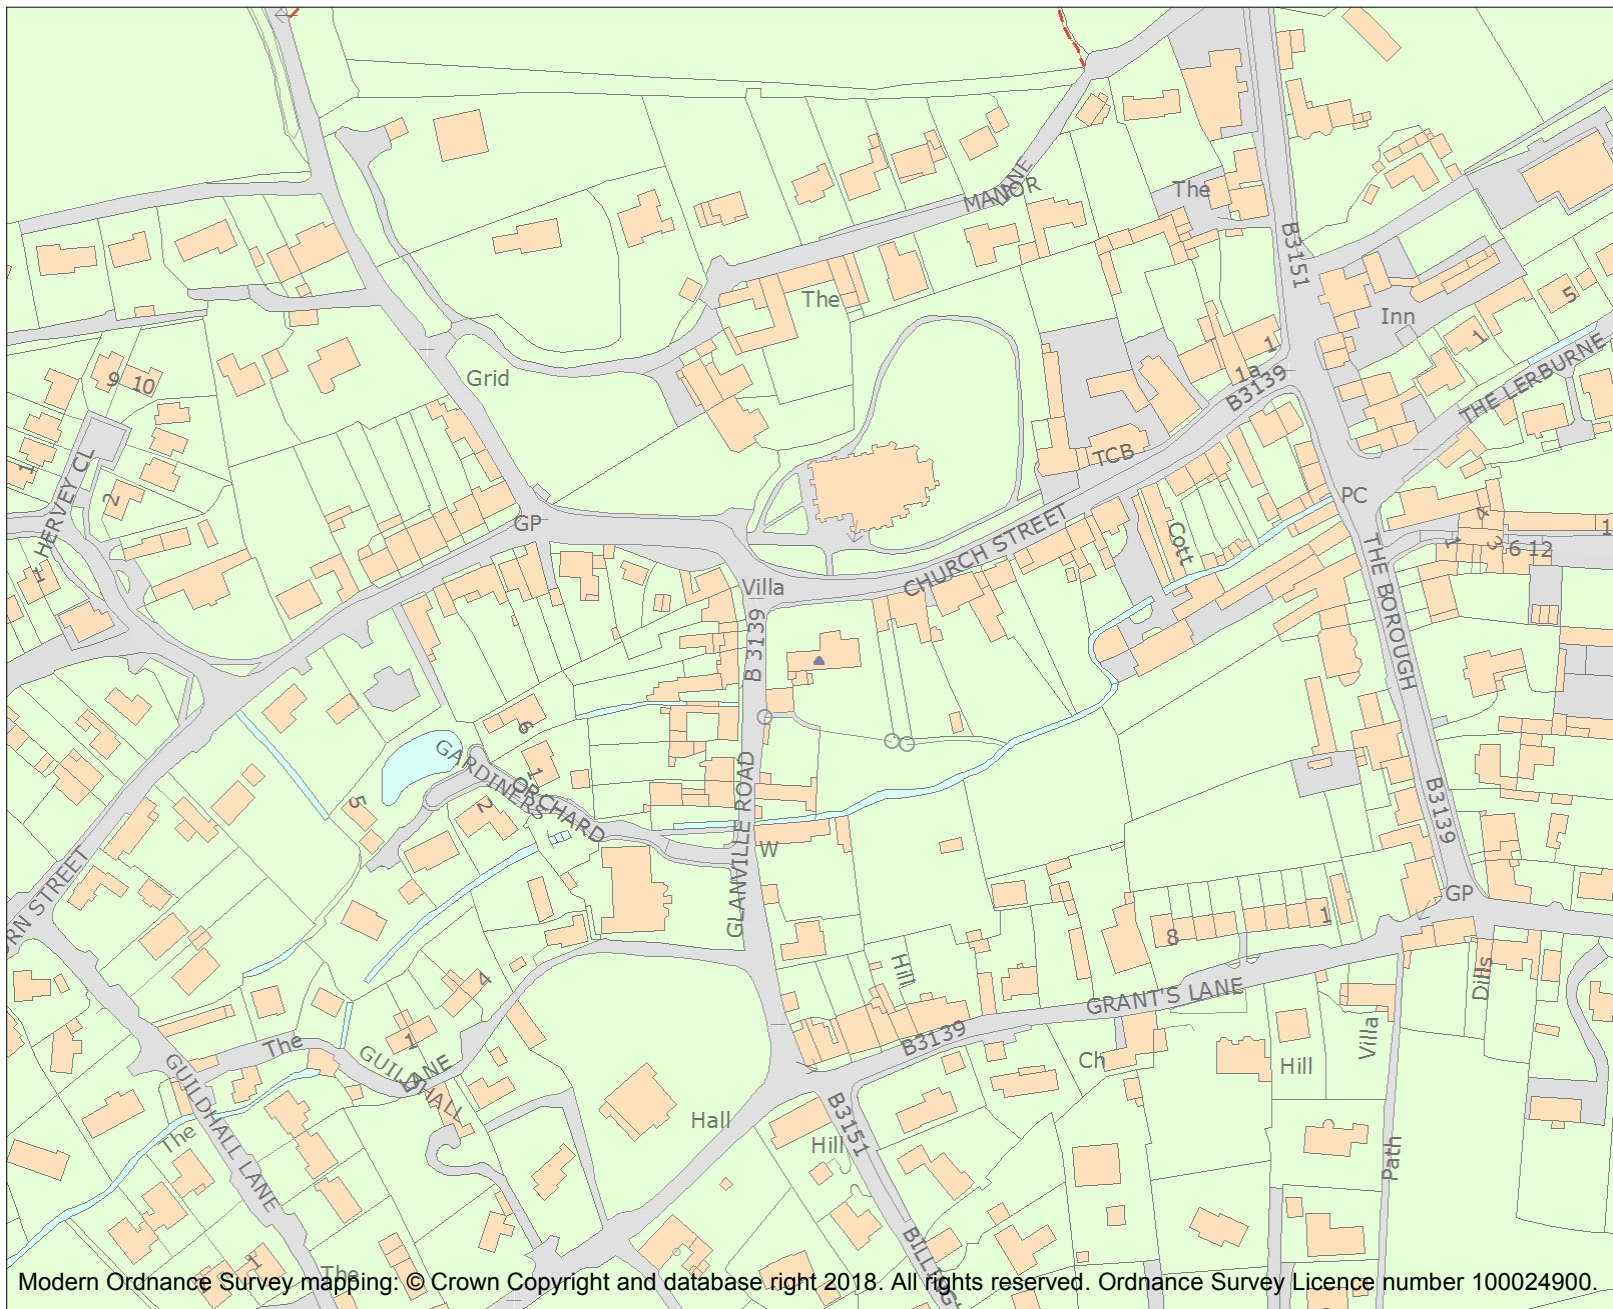 MANOR
LANE
The
B3151
The
Inn
5
1
THE LERBURNE
1
1a
B3139
Grid
9
10
1
2
HERVEY CL
1
TCB
GP
PC
CHURCH STREET
Cott
4
3
1
6
12
1
Villa
B 3139
THE BOROUGH
6
GARDINERS
ORCHARD
1
2
5
GLANVILLE ROAD
W
B3139
GP
1
8
Hill
Dills
GRANT'S LANE
B3139
4
1
The
GUILDHALL
LANE
GUILDHALL LANE
The
Hall
Hill
B3151
Ch
Hill
Villa
Path
1
The
Modern Ordnance Survey mapping: © Crown Copyright and database right 2018. All rights reserved. Ordnance Survey Licence number 100024900.